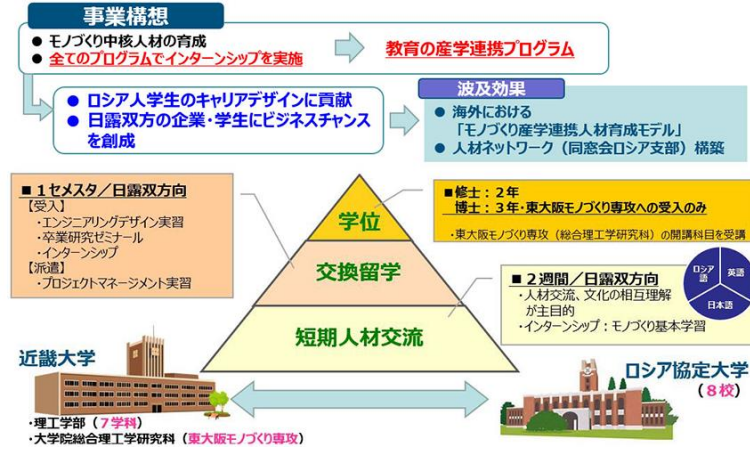 事業構想
● モノづくり中核人材の育成
● 全てのプログラムでインターンシップを実施
教育の産学連携プログラム
● ロシア人学生のキャリアデザインに貢献
● 日露双方の企業・学生にビジネスチャンス
を創成
波及効果
● 海外における
「モノづくり産学連携人材育成モデル」
● 人材ネットワーク（同窓会ロシア支部）構築
■ 1セメスタ／日露双方向
【受入】
・エンジニアリングデザイン実習
・卒業研究ゼミナール
・インターンシップ
【派遣】
・プロジェクトマネージメント実習
学位
交換留学
短期人材交流
■修士：２年
博士：３年・東大阪モノづくり専攻への受入のみ
・東大阪モノづくり専攻（総合理工学研究科）の開講科目を受講
■ ２週間／日露双方向
・人材交流、文化の相互理解
が主目的
・インターンシップ：モノづくり基本学習
ロシア
語
英語
日本語
近畿大学
・理工学部（７学科）
・大学院総合理工学研究科（東大阪モノづくり専攻）
ロシア協定大学
（８校）